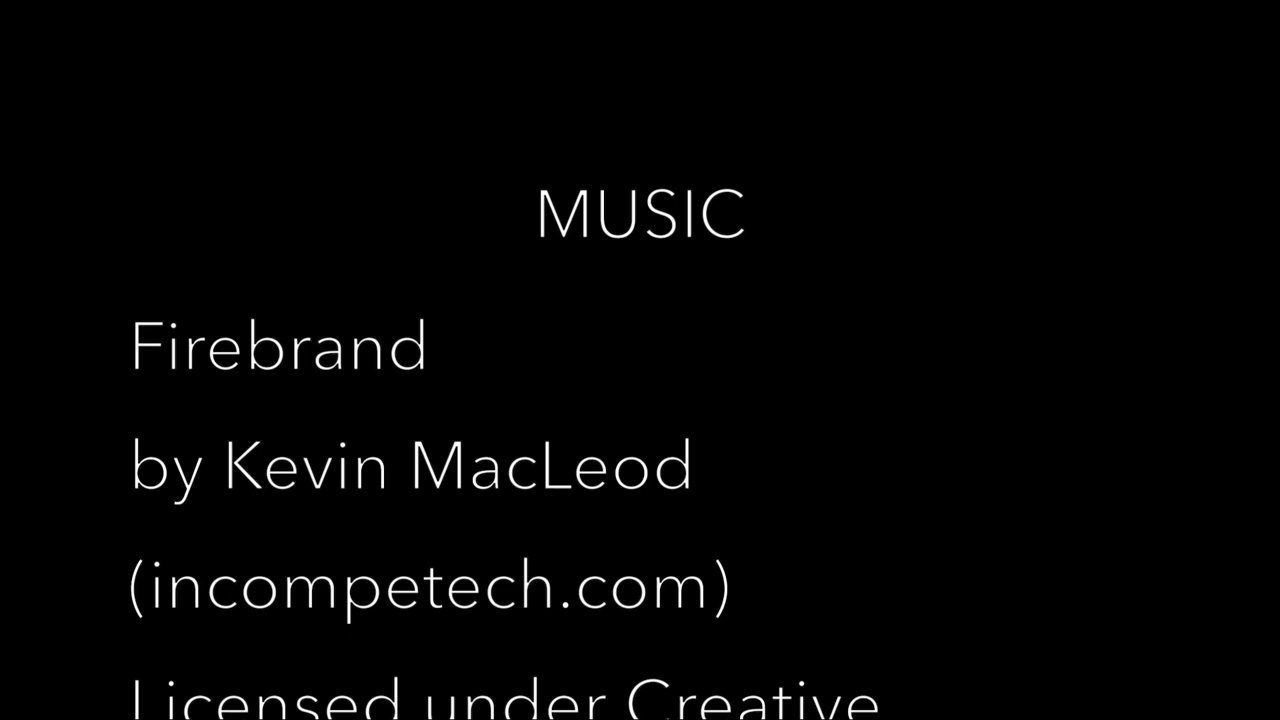 MUSIC
Firebrand
by Kevin MacLeod
(incompetech.com)
Licensed under Creative